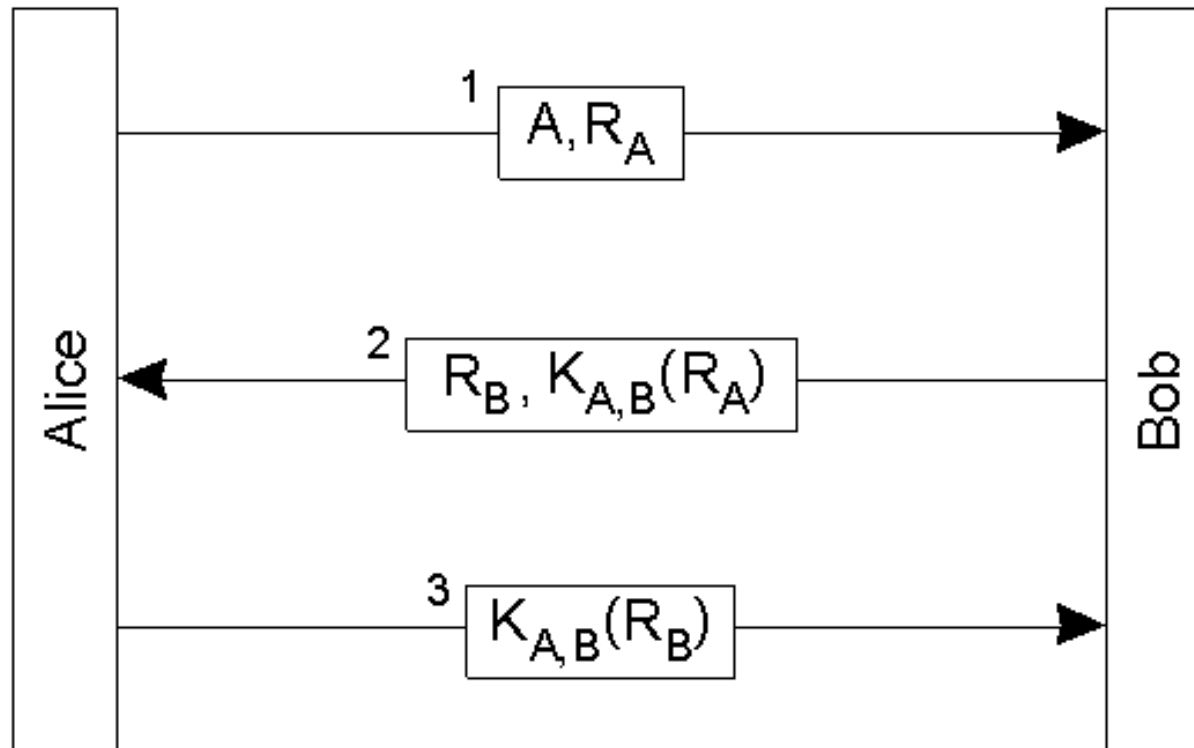 1
A, R_A
Alice
2
R_B, K_A,B(R_A)
Bob
3
K_A,B(R_B)